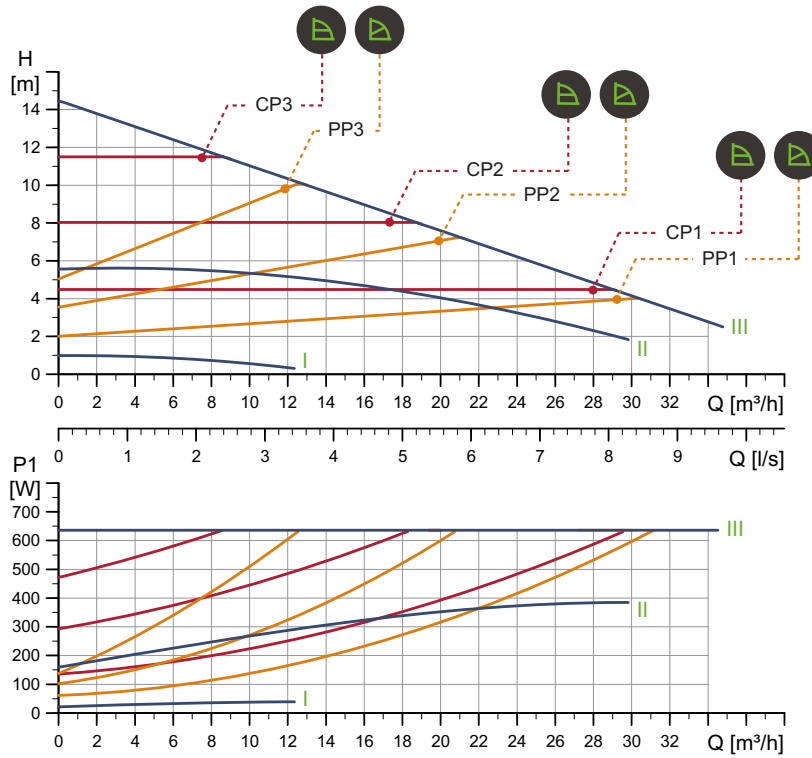 H
[m]
14
12
10
8
6
4
2
0
CP3
PP3
CP2
PP2
CP1
PP1
I
II
III
0 2 4 6 8 10 12 14 16 18 20 22 24 26 28 30 32 Q [m³/h]
0 1 2 3 4 5 6 7 8 9 Q [l/s]
P1
[W]
700
600
500
400
300
200
100
0
III
II
I
0 2 4 6 8 10 12 14 16 18 20 22 24 26 28 30 32 Q [m³/h]